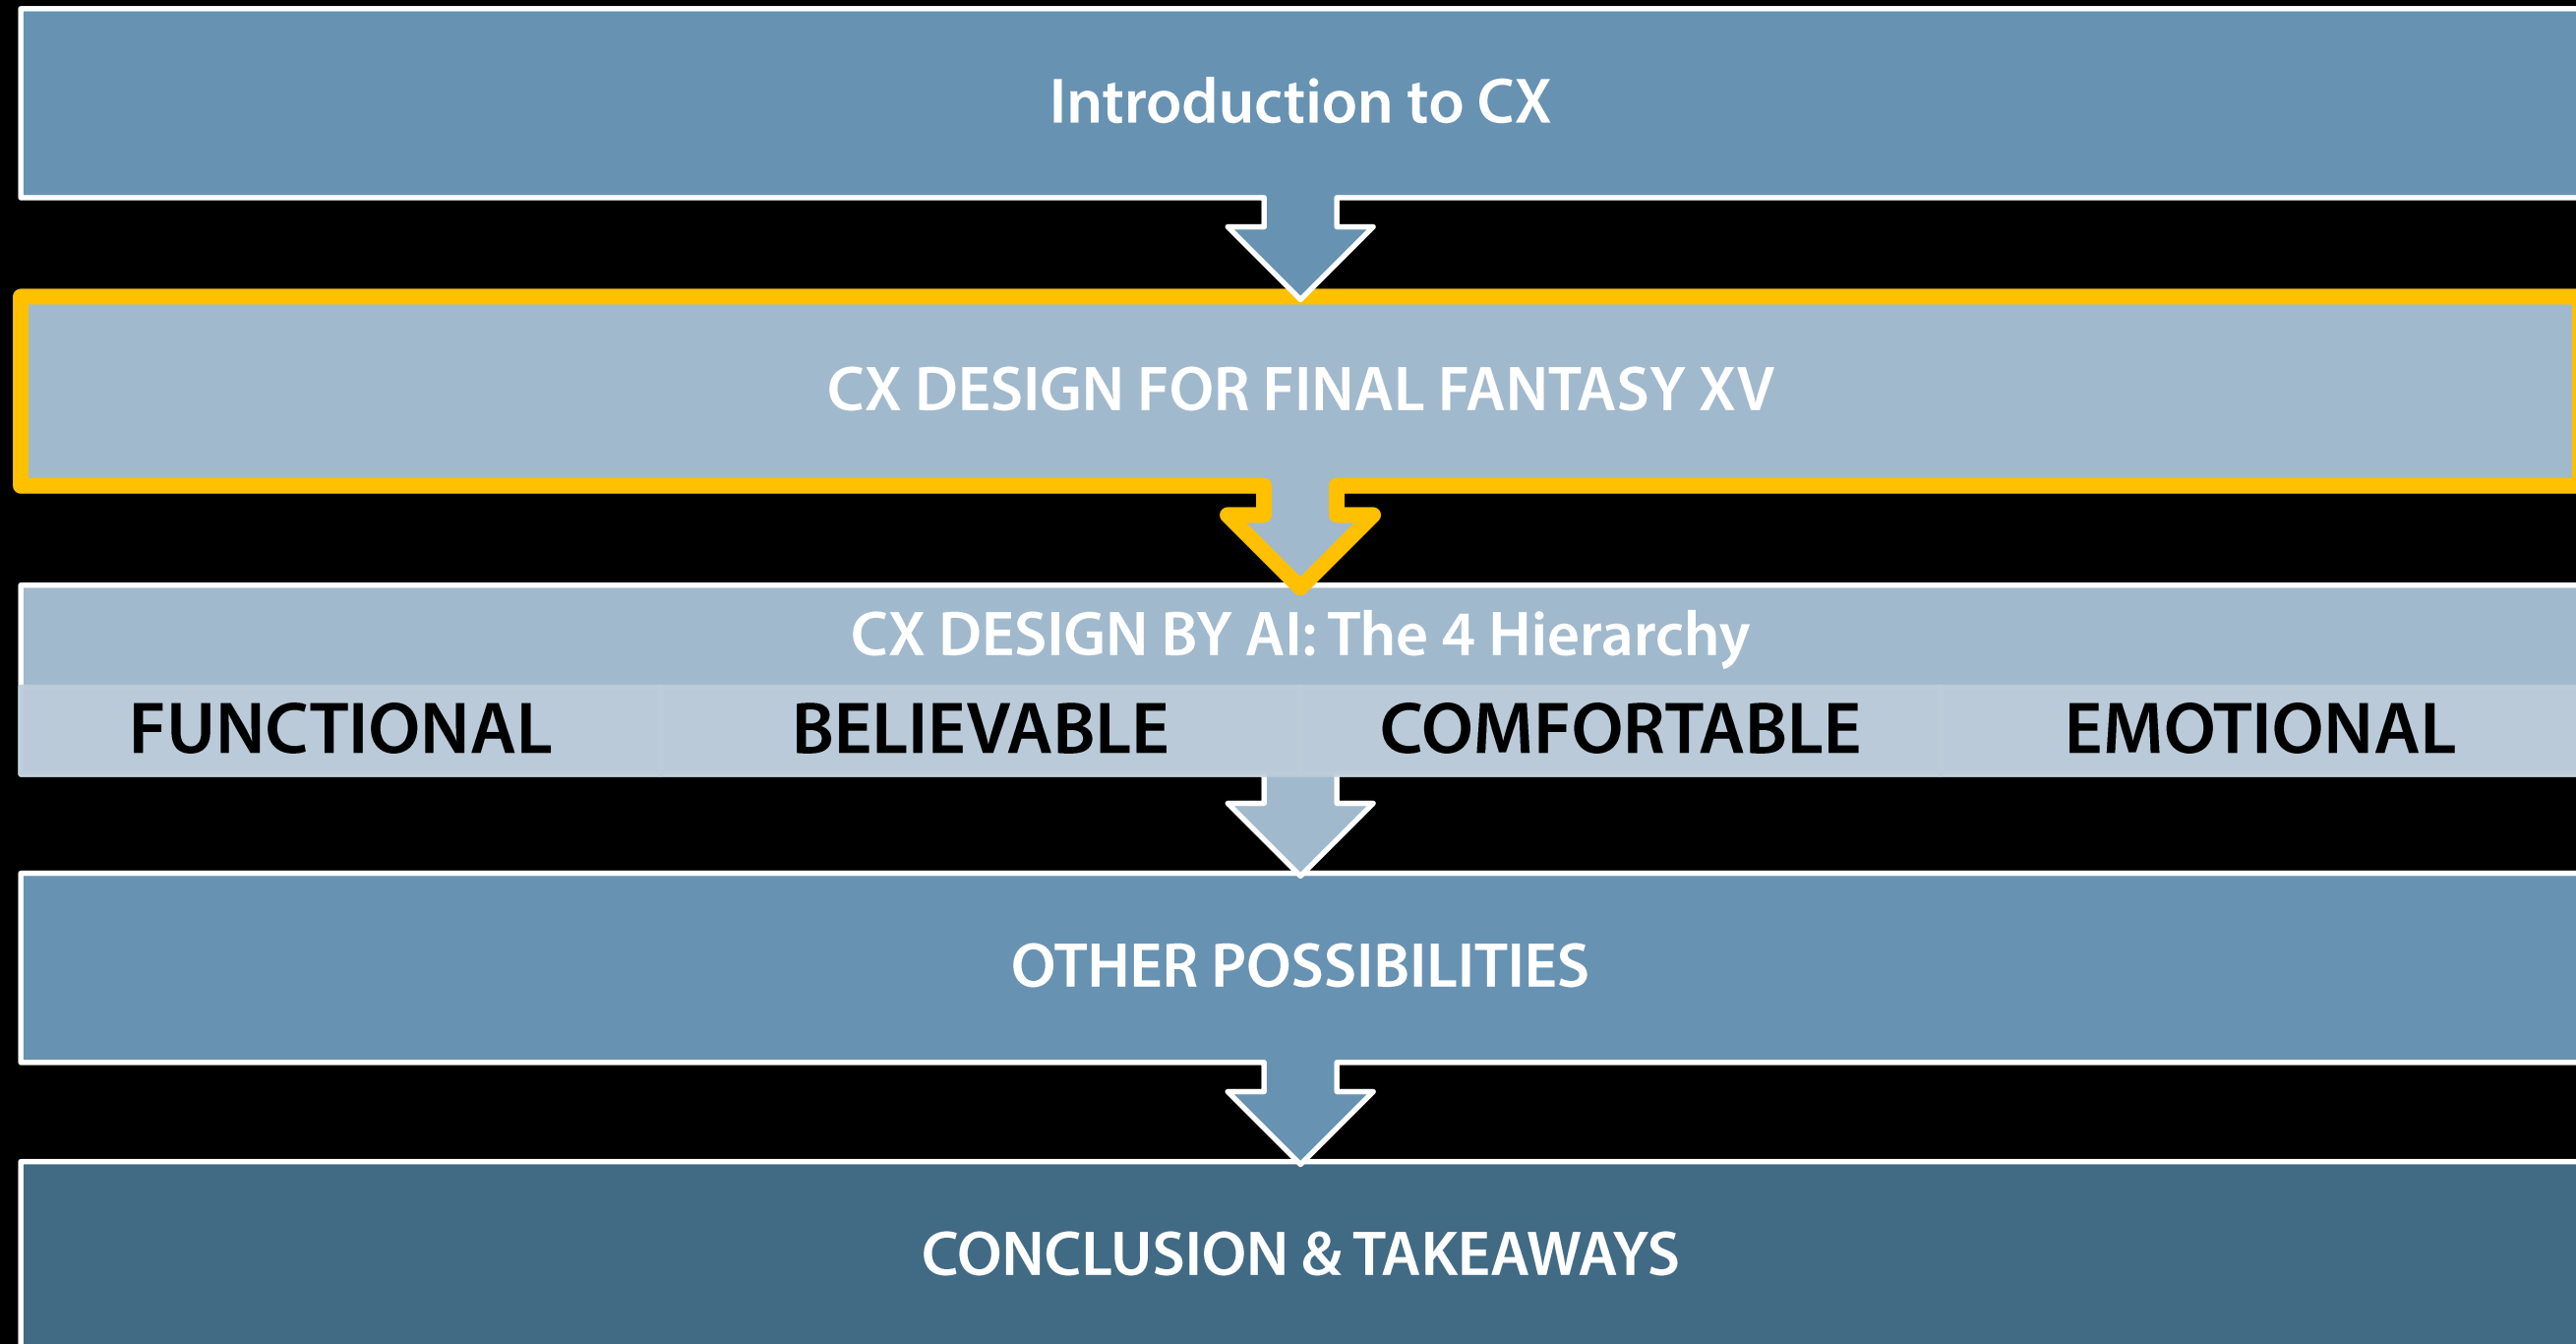 Introduction to CX
CX DESIGN FOR FINAL FANTASY XV
CX DESIGN BY AI: The 4 Hierarchy
FUNCTIONAL BELIEVABLE COMFORTABLE EMOTIONAL
OTHER POSSIBILITIES
CONCLUSION & TAKEAWAYS